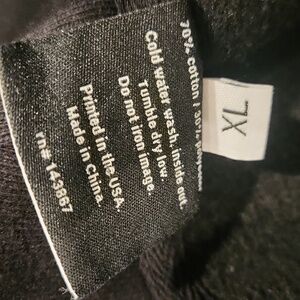 70% cotton / 30% polyester
Cold water wash, inside out.
Tumble dry low.
Do not iron image.
Printed in the USA.
Made in China.
rn# 143867
XL